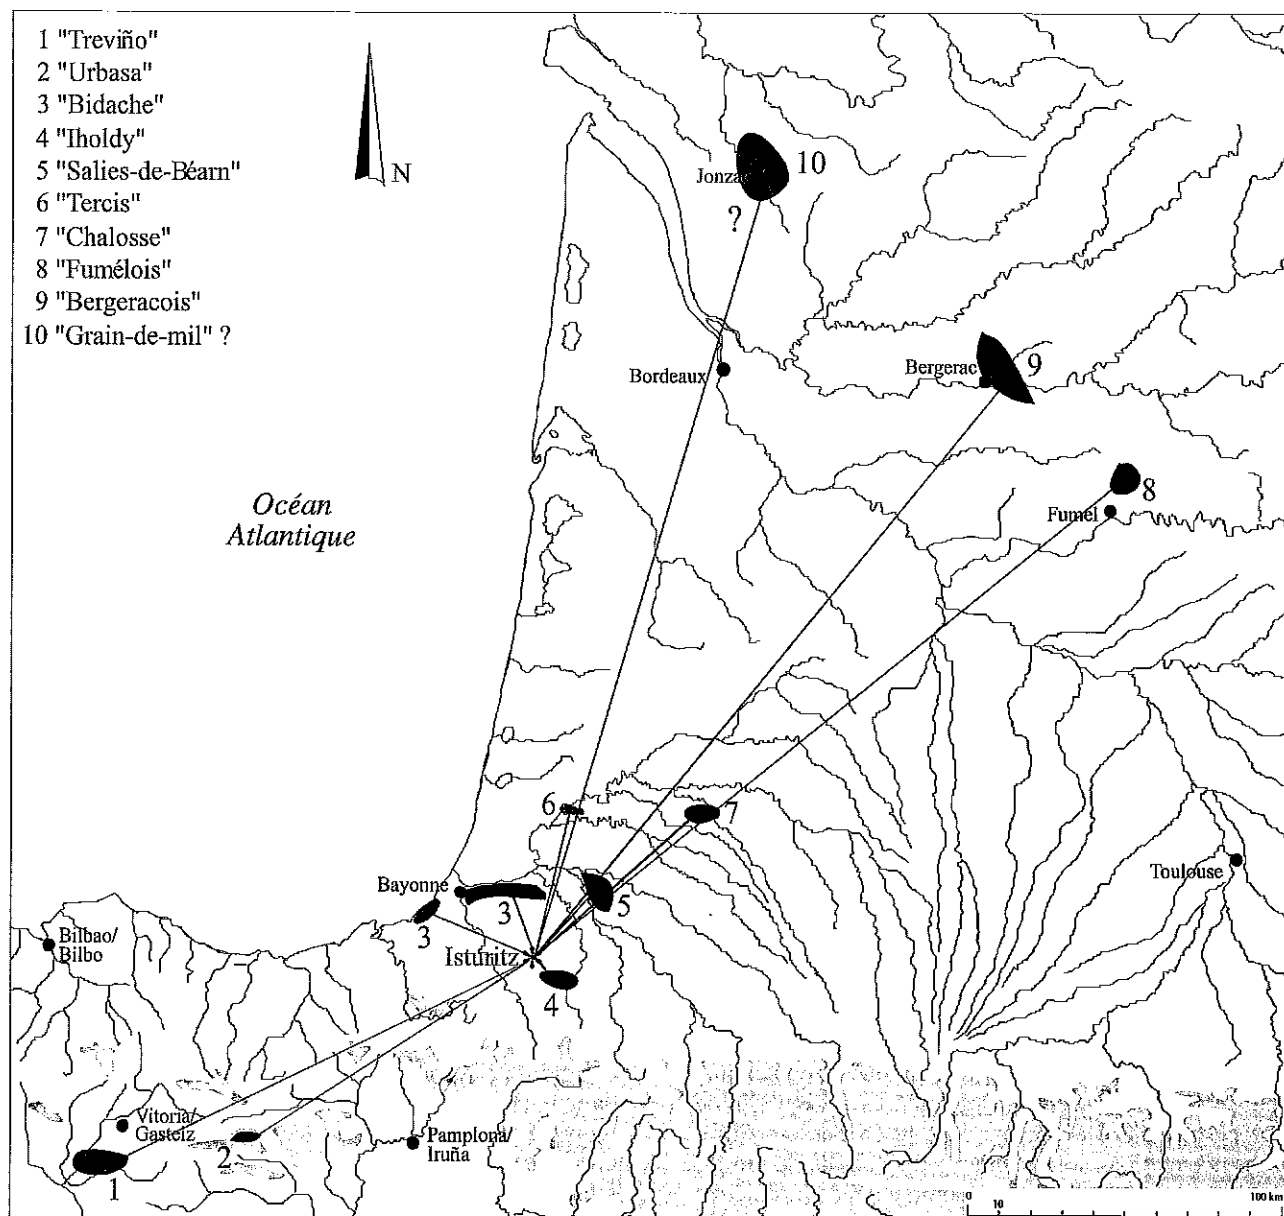 1 "Treviño"
2 "Urbasa"
3 "Bidache"
4 "Iholdy"
5 "Salies-de-Béarn"
6 "Tercis"
7 "Chalosse"
8 "Fumélois"
9 "Bergeracois"
10 "Grain-de-mil" ?
N
Jonzac
10
?
Bordeaux
Bergerac
9
Océan
Atlantique
Fumel
8
6
7
Bayonne
Toulouse
3
3
5
Bilbao/
Bilbo
Isturitz
4
Vitoria/
Gasteiz
Pamplona/
Iruña
2
1
0
10
100 km